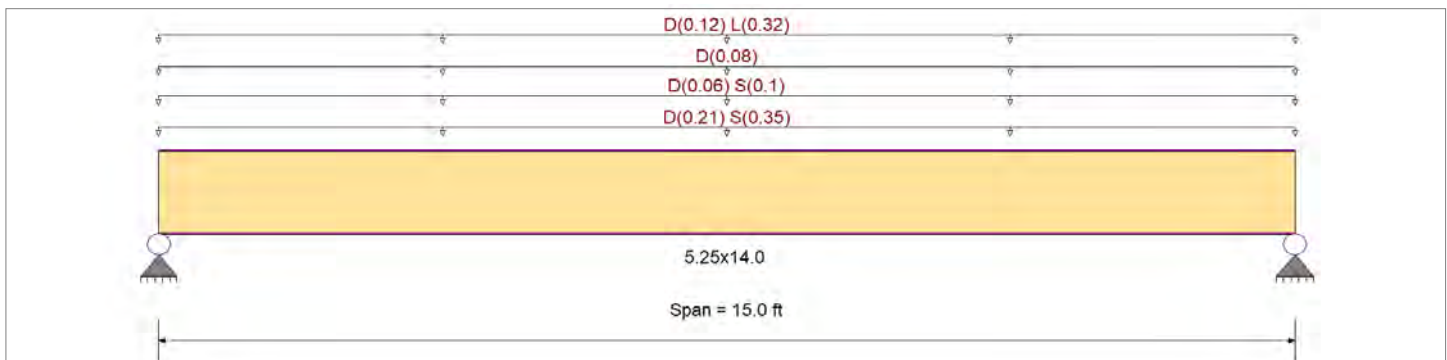 D(0.12) L(0.32)
D(0.08)
D(0.06) S(0.1)
D(0.21) S(0.35)
5.25x14.0
Span = 15.0 ft